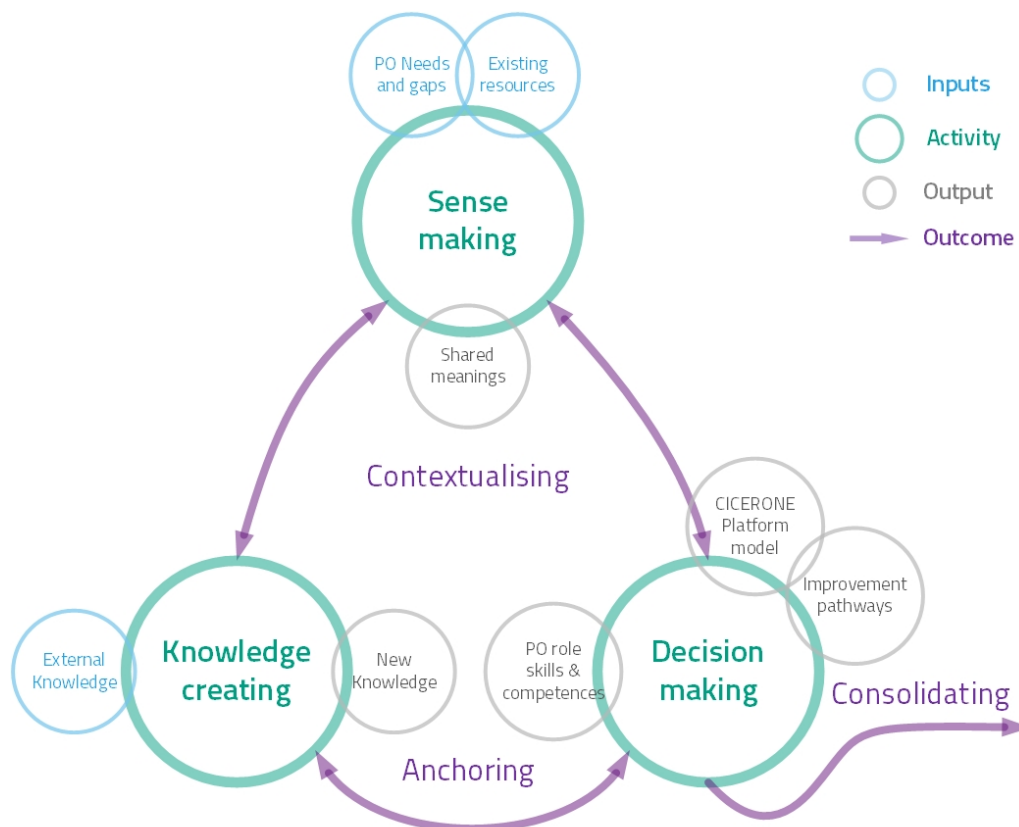 PO Needs
and gaps
Existing
resources
Inputs
Activity
Output
Outcome
Sense
making
Shared
meanings
Contextualising
CICERONE
Platform
model
Improvement
pathways
External
Knowledge
Knowledge
creating
New
Knowledge
PO role
skills &
competences
Decision
making
Consolidating
Anchoring